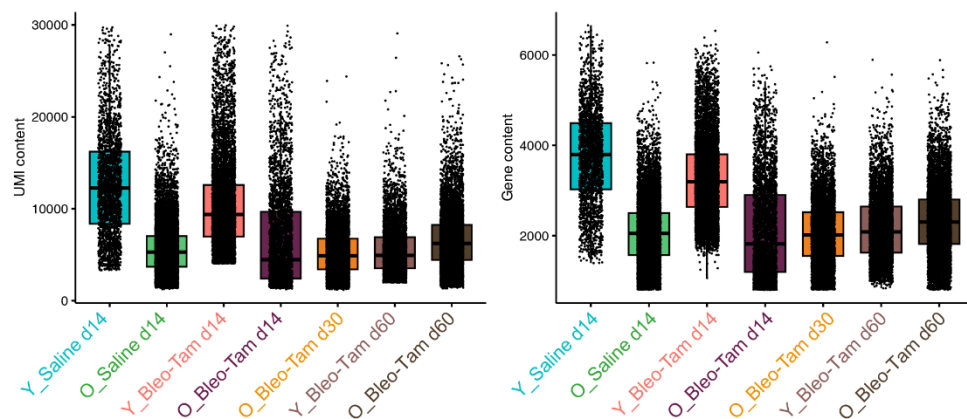 UMI content
30000
20000
10000
0
Y_Saline d14
O_Saline d14
Y_Bleo-Tam d14
O_Bleo-Tam d14
O_Bleo-Tam d30
Y_Bleo-Tam d60
O_Bleo-Tam d60
Gene content
6000
4000
2000
Y_Saline d14
O_Saline d14
Y_Bleo-Tam d14
O_Bleo-Tam d14
O_Bleo-Tam d30
Y_Bleo-Tam d60
O_Bleo-Tam d60